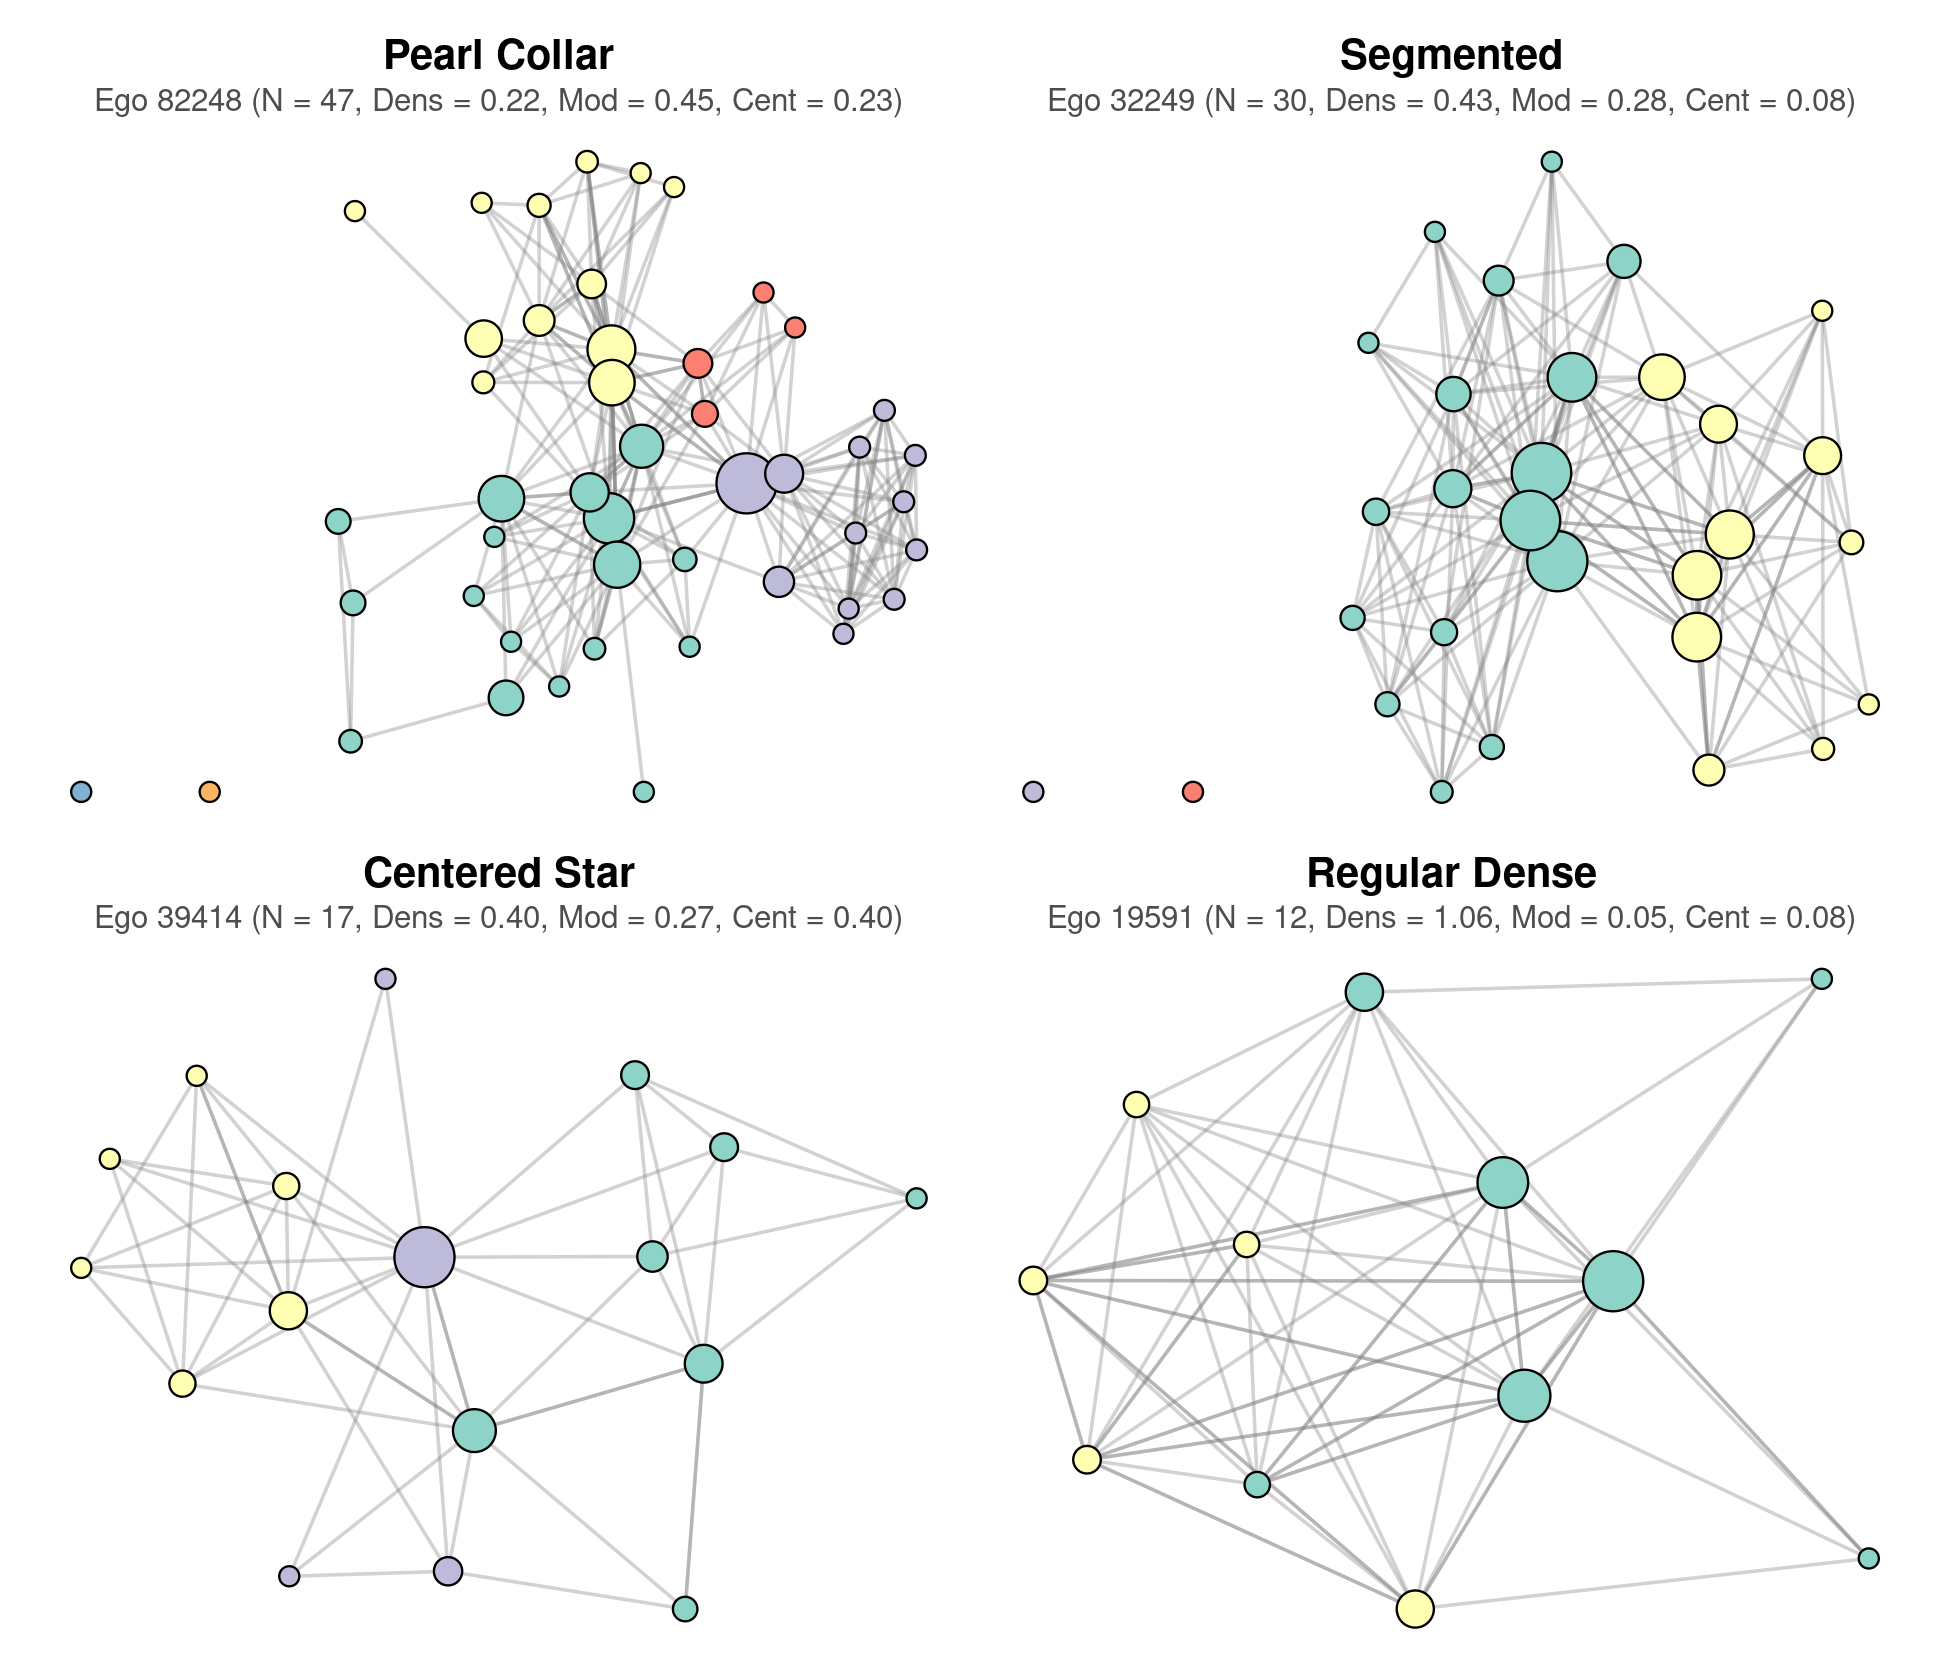 Pearl Collar
Ego 82248 (N = 47, Dens = 0.22, Mod = 0.45, Cent = 0.23)
Segmented
Ego 32249 (N = 30, Dens = 0.43, Mod = 0.28, Cent = 0.08)
Centered Star
Ego 39414 (N = 17, Dens = 0.40, Mod = 0.27, Cent = 0.40)
Regular Dense
Ego 19591 (N = 12, Dens = 1.06, Mod = 0.05, Cent = 0.08)